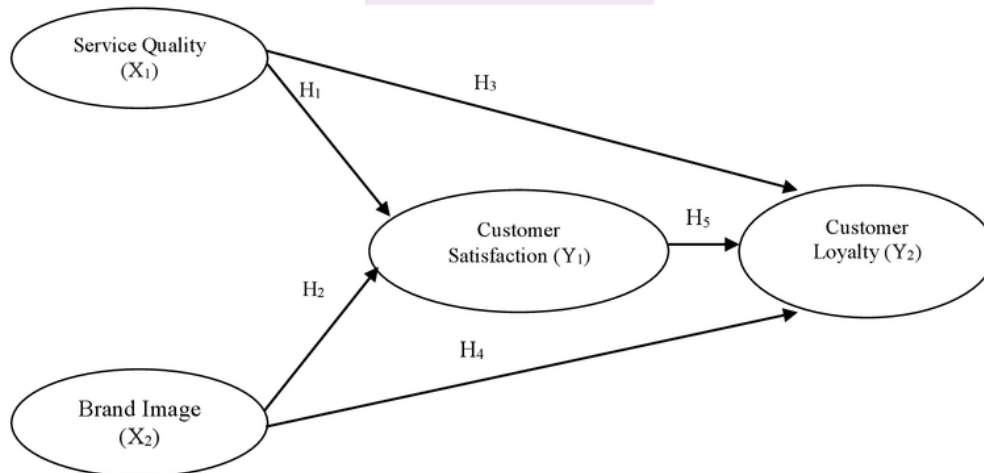 Service Quality
(X₁)
H₃
H₁
Customer
Satisfaction (Y₁)
H₅
Customer
Loyalty (Y₂)
H₂
H₄
Brand Image
(X₂)